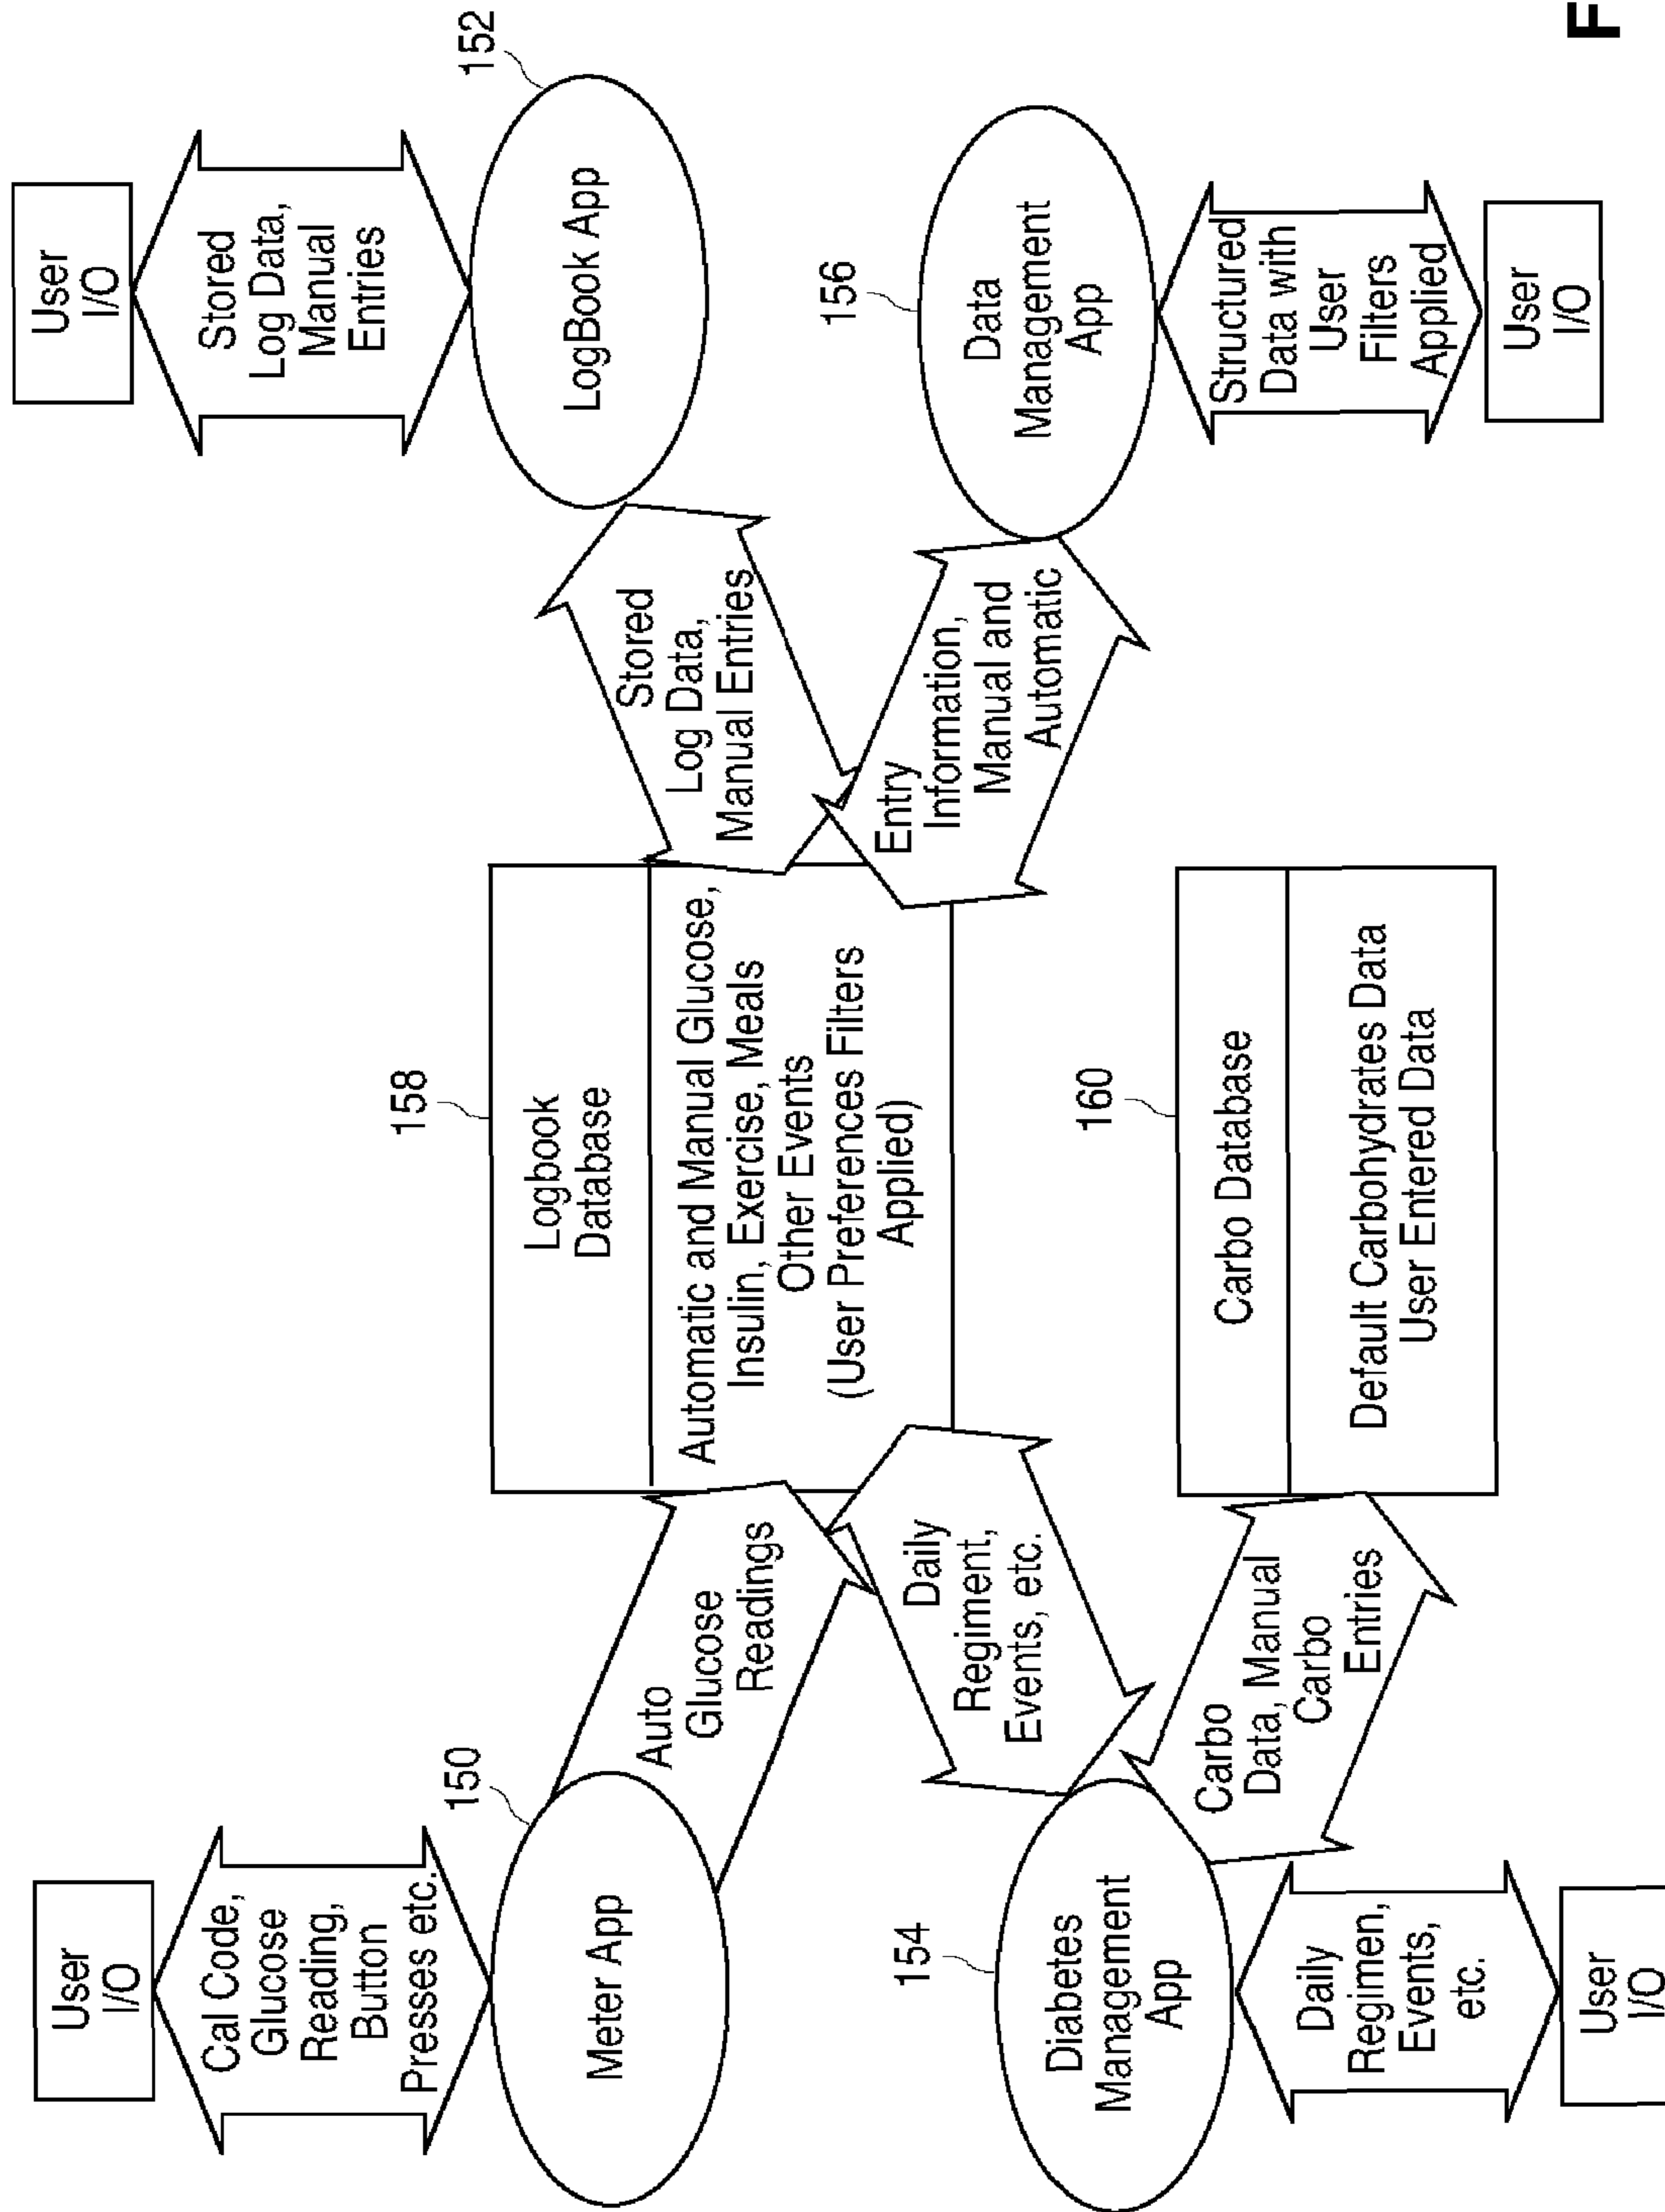 User
I/O
Cal Code,
Glucose
Reading,
Button
Presses etc.
150
Meter App
Auto
Glucose
Readings
User
I/O
Stored
Log Data,
Manual
Entries
152
LogBook App
Stored
Log Data,
Manual Entries
158
Logbook
Database
Automatic and Manual Glucose,
Insulin, Exercise, Meals
Other Events
(User Preferences Filters
Applied)
Daily
Regiment,
Events, etc.
Entry
Information,
Manual and
Automatic
154
Diabetes
Management
App
156
Data
Management
App
160
Carbo Database
Default Carbohydrates Data
User Entered Data
Carbo
Data, Manual
Carbo
Entries
Daily
Regimen,
Events,
etc.
User
I/O
Structured
Data with
User
Filters
Applied
User
I/O
F